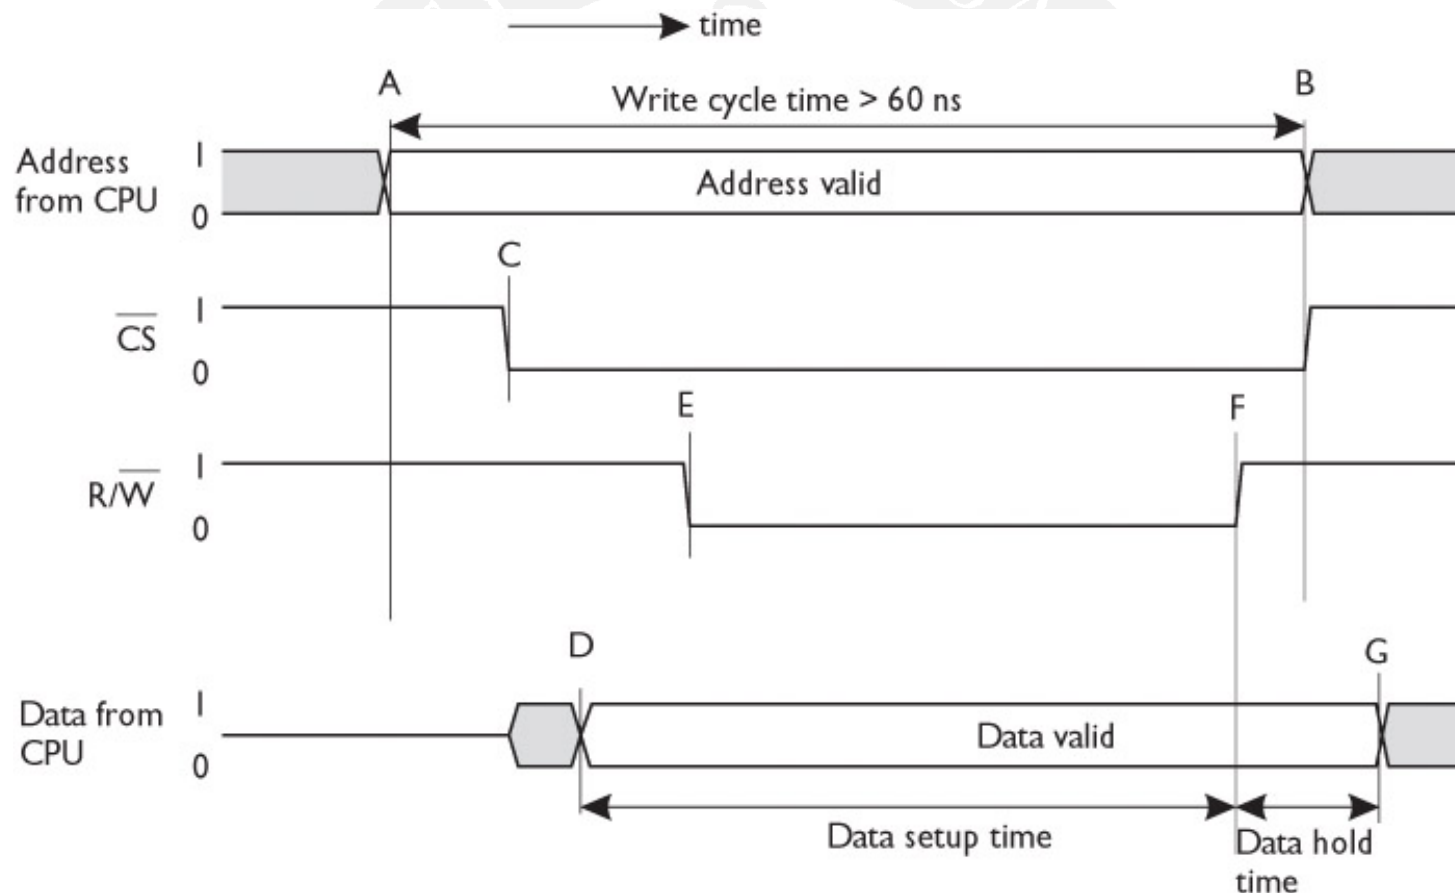 time
A
Write cycle time > 60 ns
B
Address
from CPU
1
0
Address valid
C
C̅S̅
1
0
E
F
R/W̅
1
0
D
G
Data from
CPU
1
0
Data valid
Data setup time
Data hold
time